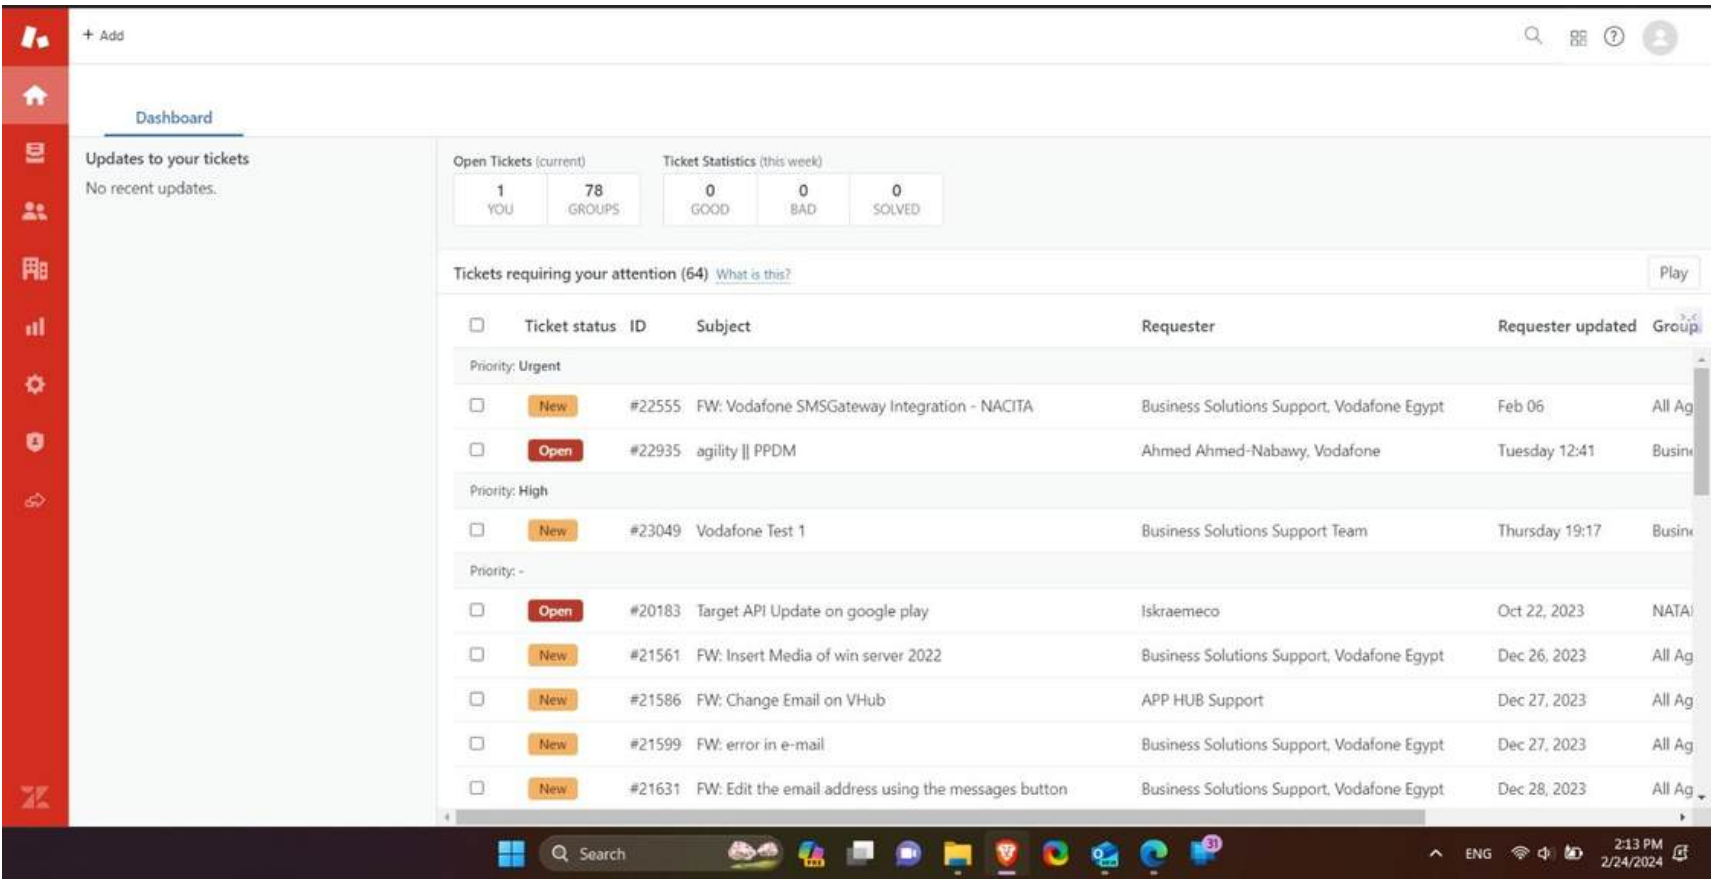 + Add
Dashboard
Updates to your tickets
No recent updates.
Open Tickets (current)
Ticket Statistics (this week)
1 78 0 0 0
YOU GROUPS GOOD BAD SOLVED
Tickets requiring your attention (64) What is this? Play
Ticket status ID Subject Requester Requester updated Group
Priority: Urgent
New #22555 FW: Vodafone SMSGateway Integration - NACITA Business Solutions Support, Vodafone Egypt Feb 06 All Ag
Open #22935 agility || PPDM Ahmed Ahmed-Nabawy, Vodafone Tuesday 12:41 Busin
Priority: High
New #23049 Vodafone Test 1 Business Solutions Support Team Thursday 19:17 Busin
Priority: -
Open #20183 Target API Update on google play Iskraemeco Oct 22, 2023 NATA
New #21561 FW: Insert Media of win server 2022 Business Solutions Support, Vodafone Egypt Dec 26, 2023 All Ag
New #21586 FW: Change Email on VHub APP HUB Support Dec 27, 2023 All Ag
New #21599 FW: error in e-mail Business Solutions Support, Vodafone Egypt Dec 27, 2023 All Ag
New #21631 FW: Edit the email address using the messages button Business Solutions Support, Vodafone Egypt Dec 28, 2023 All Ag
Search 31 ENG 2:13 PM
2/24/2024